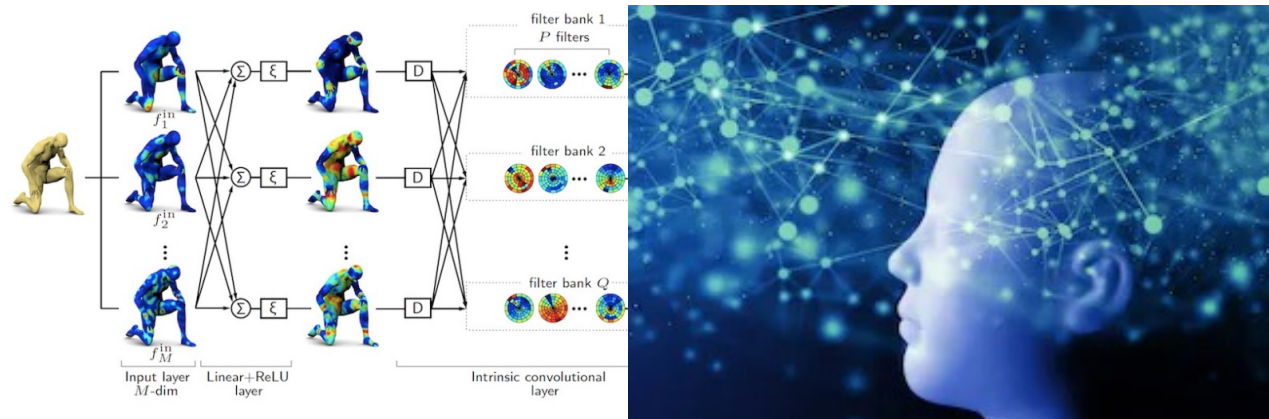 filter bank 1
P filters
Σ ξ D
f₁ⁱⁿ
filter bank 2
Σ ξ D
f₂ⁱⁿ
filter bank Q
Σ ξ D
f_Mⁱⁿ
Input layer
M-dim
Linear+ReLU
layer
Intrinsic convolutional
layer